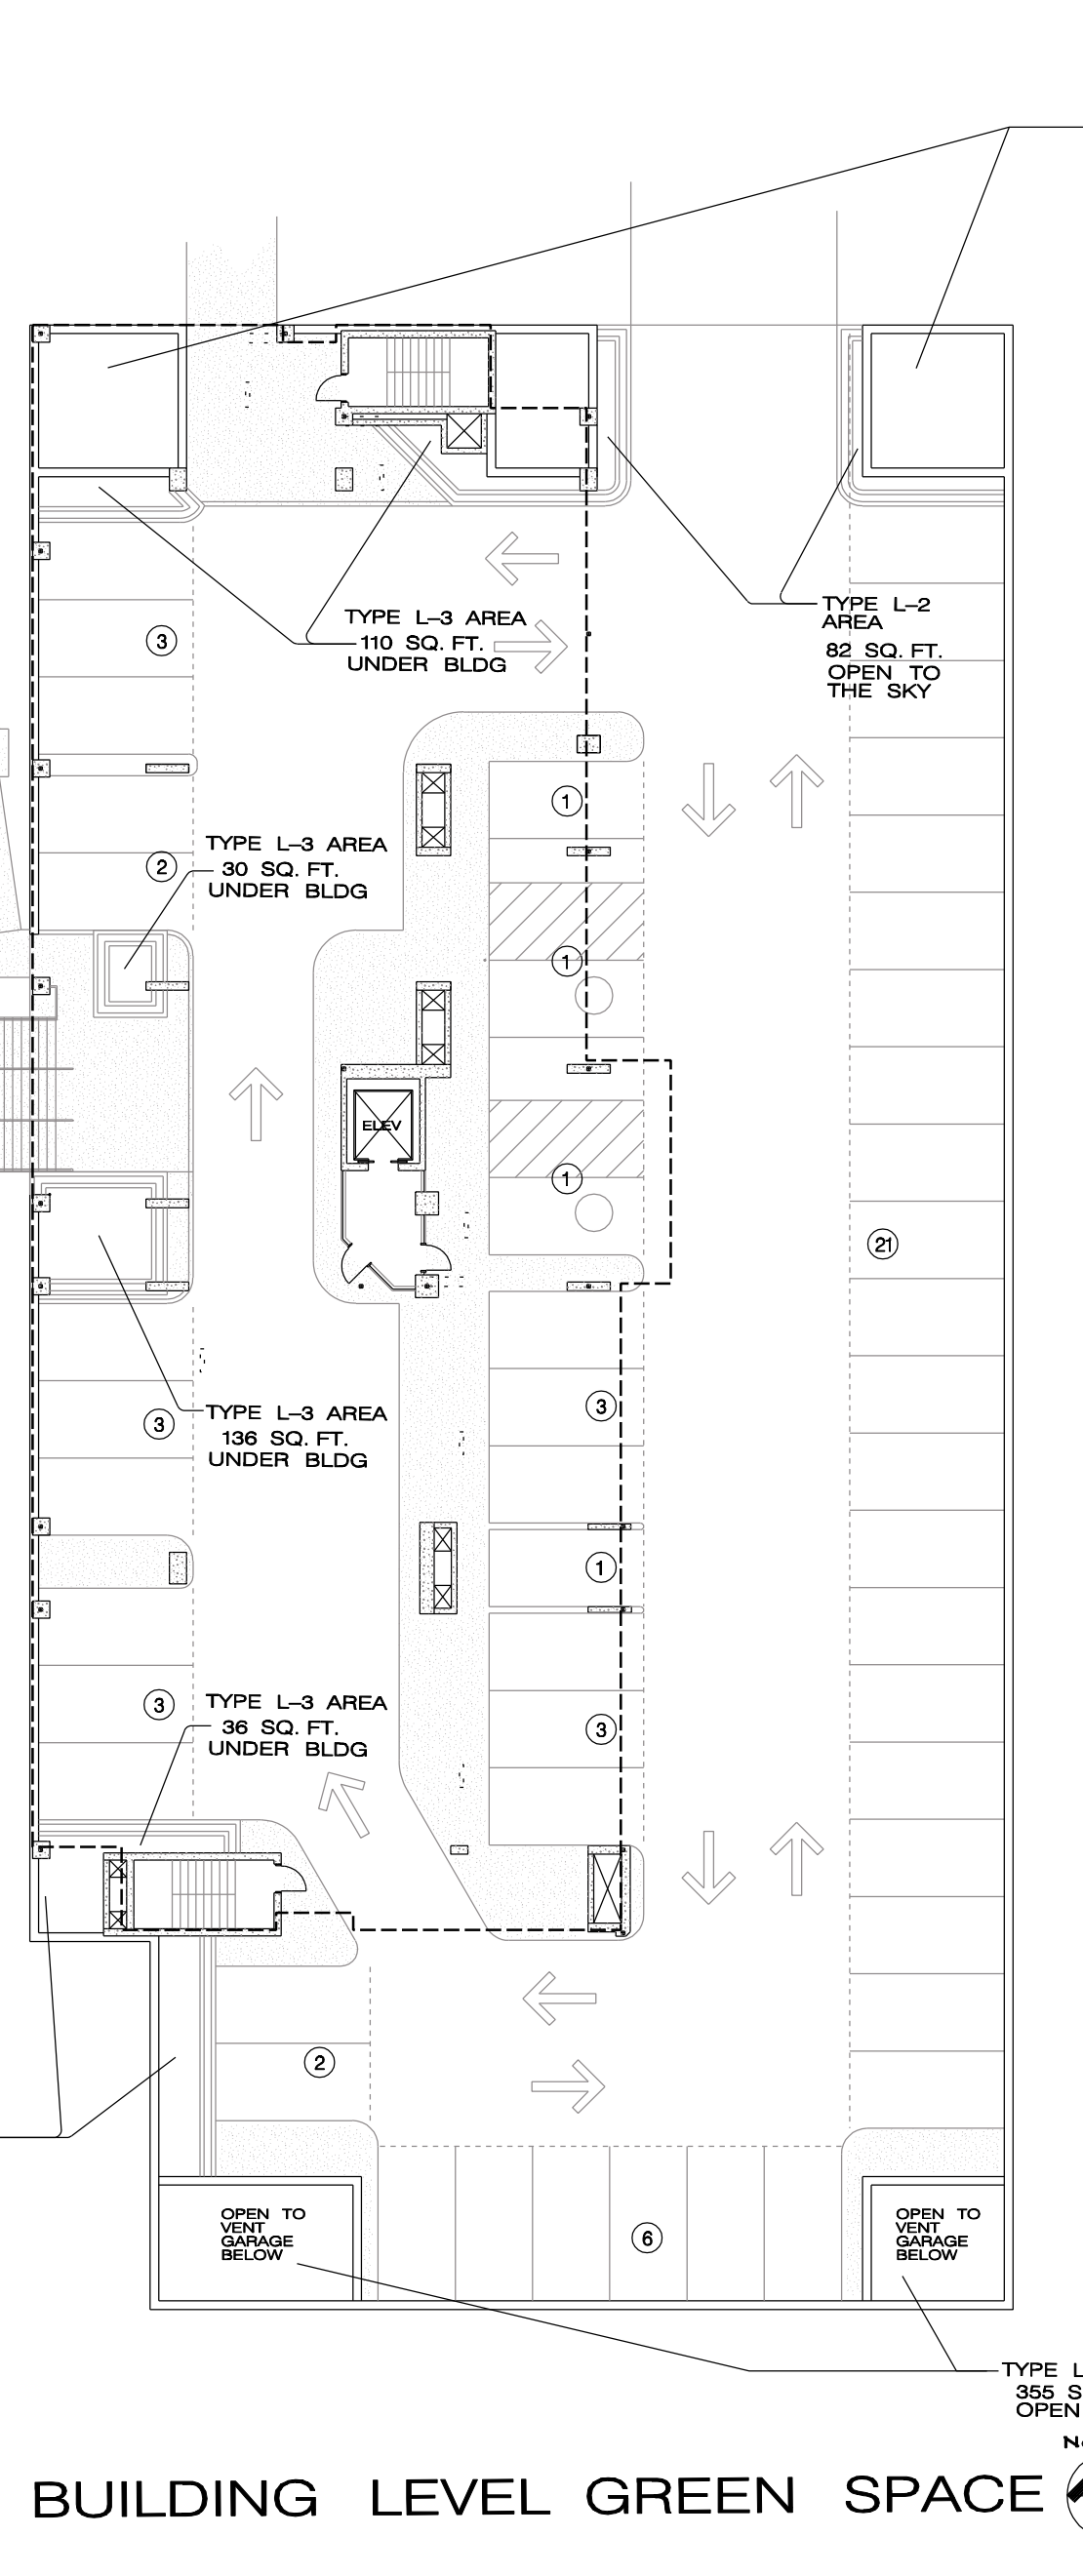 TYPE L–3 AREA
110 SQ. FT.
UNDER BLDG
TYPE L–2
AREA
82 SQ. FT.
OPEN TO
THE SKY
3
1
TYPE L–3 AREA
30 SQ. FT.
UNDER BLDG
2
1
ELEV
1
21
TYPE L–3 AREA
136 SQ. FT.
UNDER BLDG
3
3
1
TYPE L–3 AREA
36 SQ. FT.
UNDER BLDG
3
3
2
OPEN TO
VENT
GARAGE
BELOW
6
OPEN TO
VENT
GARAGE
BELOW
TYPE L
355 S
OPEN
BUILDING LEVEL GREEN SPACE